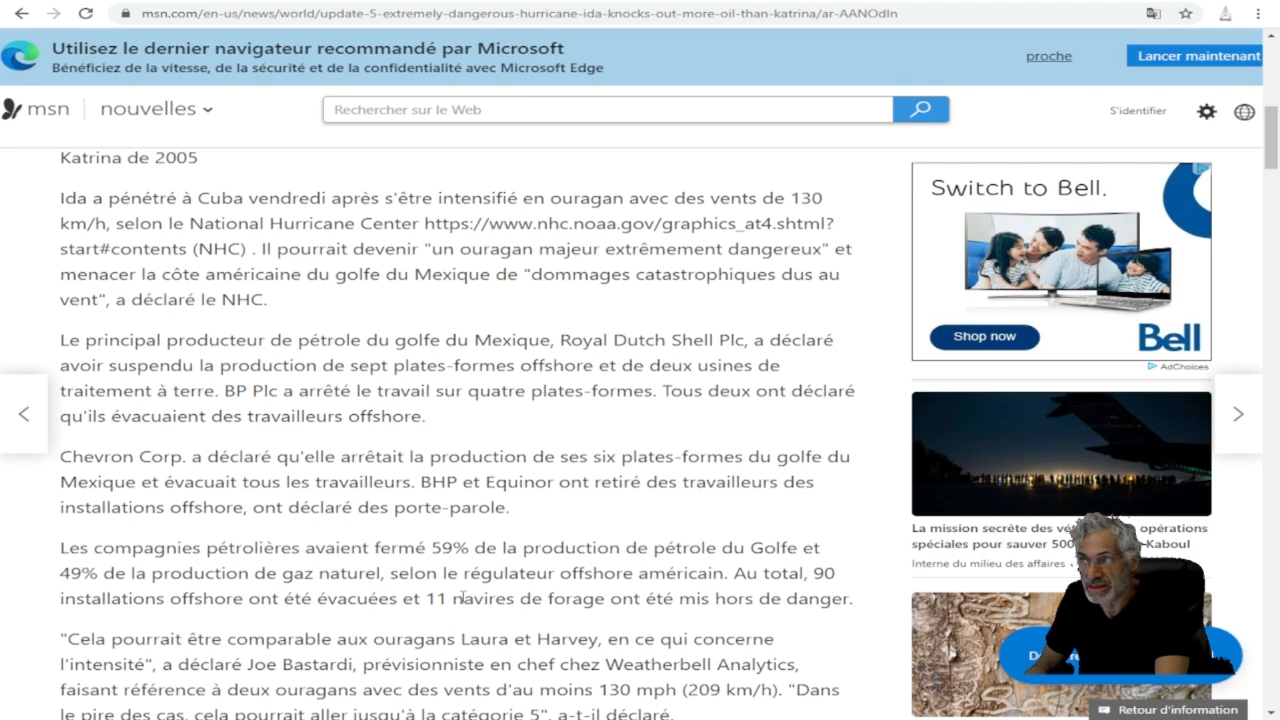 msn.com/en-us/news/world/update-5-extremely-dangerous-hurricane-ida-knocks-out-more-oil-than-katrina/ar-AANOdIn
Utilisez le dernier navigateur recommandé par Microsoft
Bénéficiez de la vitesse, de la sécurité et de la confidentialité avec Microsoft Edge
proche
Lancer maintenant
msn
nouvelles
Rechercher sur le Web
S'identifier
Katrina de 2005
Ida a pénétré à Cuba vendredi après s'être intensifié en ouragan avec des vents de 130
km/h, selon le National Hurricane Center https://www.nhc.noaa.gov/graphics_at4.shtml?
start#contents (NHC) . Il pourrait devenir "un ouragan majeur extrêmement dangereux" et
menacer la côte américaine du golfe du Mexique de "dommages catastrophiques dus au
vent", a déclaré le NHC.
Le principal producteur de pétrole du golfe du Mexique, Royal Dutch Shell Plc, a déclaré
avoir suspendu la production de sept plates-formes offshore et de deux usines de
traitement à terre. BP Plc a arrêté le travail sur quatre plates-formes. Tous deux ont déclaré
qu'ils évacuaient des travailleurs offshore.
Chevron Corp. a déclaré qu'elle arrêtait la production de ses six plates-formes du golfe du
Mexique et évacuait tous les travailleurs. BHP et Equinor ont retiré des travailleurs des
installations offshore, ont déclaré des porte-parole.
Les compagnies pétrolières avaient fermé 59% de la production de pétrole du Golfe et
49% de la production de gaz naturel, selon le régulateur offshore américain. Au total, 90
installations offshore ont été évacuées et 11 navires de forage ont été mis hors de danger.
"Cela pourrait être comparable aux ouragans Laura et Harvey, en ce qui concerne
l'intensité", a déclaré Joe Bastardi, prévisionniste en chef chez Weatherbell Analytics,
faisant référence à deux ouragans avec des vents d'au moins 130 mph (209 km/h). "Dans
le pire des cas, cela pourrait aller jusqu'à la catégorie 5", a-t-il déclaré.
Switch to Bell.
Shop now
Bell
AdChoices
La mission secrète des opérations
spéciales pour sauver Kaboul
Interne du milieu des affaires
Retour d'information